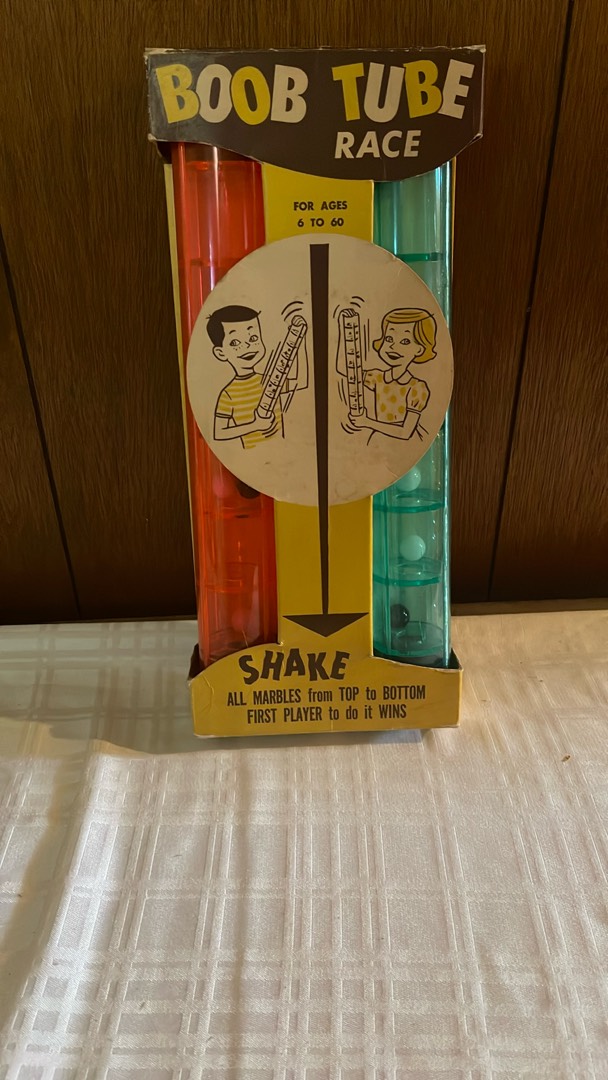 BOOB TUBE
RACE
FOR AGES
6 TO 60
SHAKE
ALL MARBLES from TOP to BOTTOM
FIRST PLAYER to do it WINS